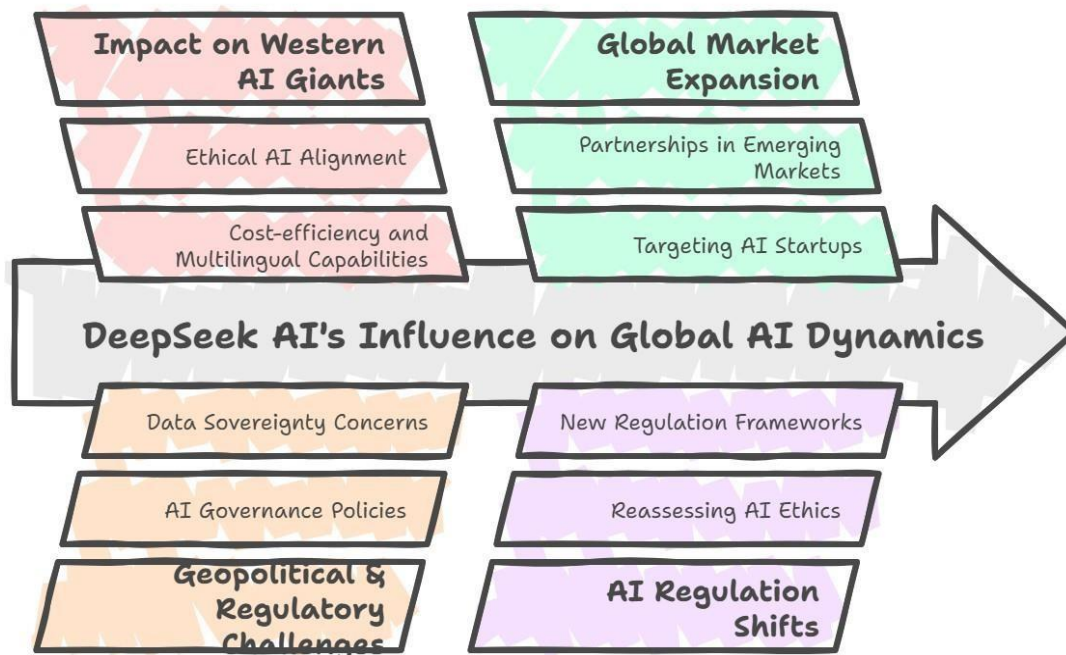 Impact on Western
AI Giants
Global Market
Expansion
Ethical AI Alignment
Partnerships in Emerging
Markets
Cost-efficiency and
Multilingual Capabilities
Targeting AI Startups
DeepSeek AI's Influence on Global AI Dynamics
Data Sovereignty Concerns
New Regulation Frameworks
AI Governance Policies
Reassessing AI Ethics
Geopolitical &
Regulatory
Challenges
AI Regulation
Shifts